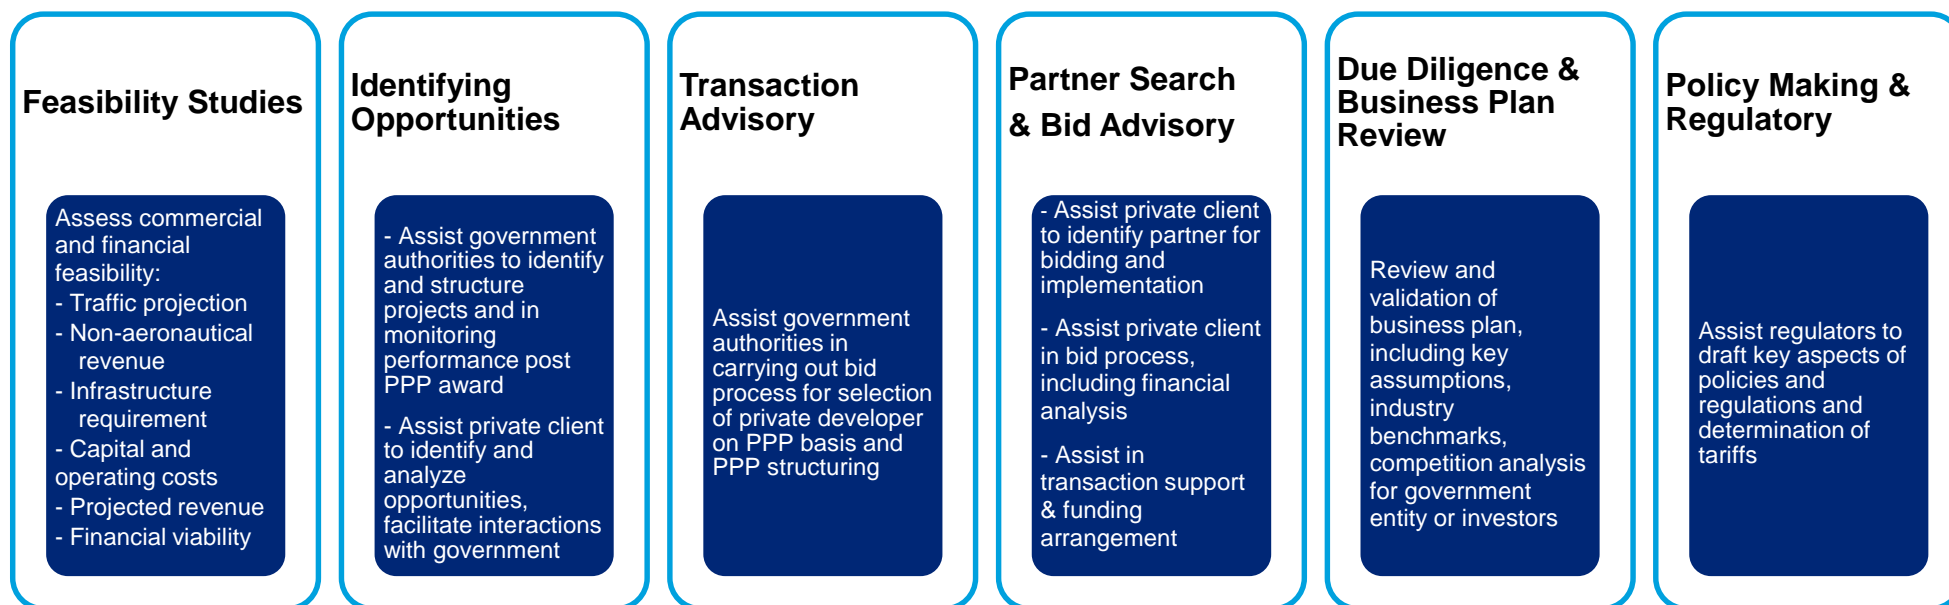 Feasibility Studies
Assess commercial
and financial
feasibility:
- Traffic projection
- Non-aeronautical
revenue
- Infrastructure
requirement
- Capital and
operating costs
- Projected revenue
- Financial viability
Identifying
Opportunities
- Assist government
authorities to identify
and structure
projects and in
monitoring
performance post
PPP award
- Assist private client
to identify and
analyze
opportunities,
facilitate interactions
with government
Transaction
Advisory
Assist government
authorities in
carrying out bid
process for selection
of private developer
on PPP basis and
PPP structuring
Partner Search
& Bid Advisory
- Assist private client
to identify partner for
bidding and
implementation
- Assist private client
in bid process,
including financial
analysis
- Assist in
transaction support
& funding
arrangement
Due Diligence &
Business Plan
Review
Review and
validation of
business plan,
including key
assumptions,
industry
benchmarks,
competition analysis
for government
entity or investors
Policy Making &
Regulatory
Assist regulators to
draft key aspects of
policies and
regulations and
determination of
tariffs